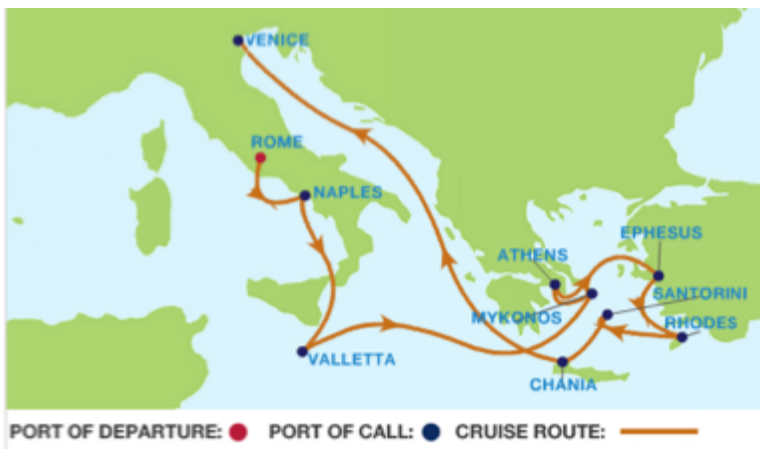 VENICE
ROME
NAPLES
EPHESUS
ATHENS
SANTORINI
MYKONOS
RHODES
VALLETTA
CHANIA
PORT OF DEPARTURE: PORT OF CALL: CRUISE ROUTE: